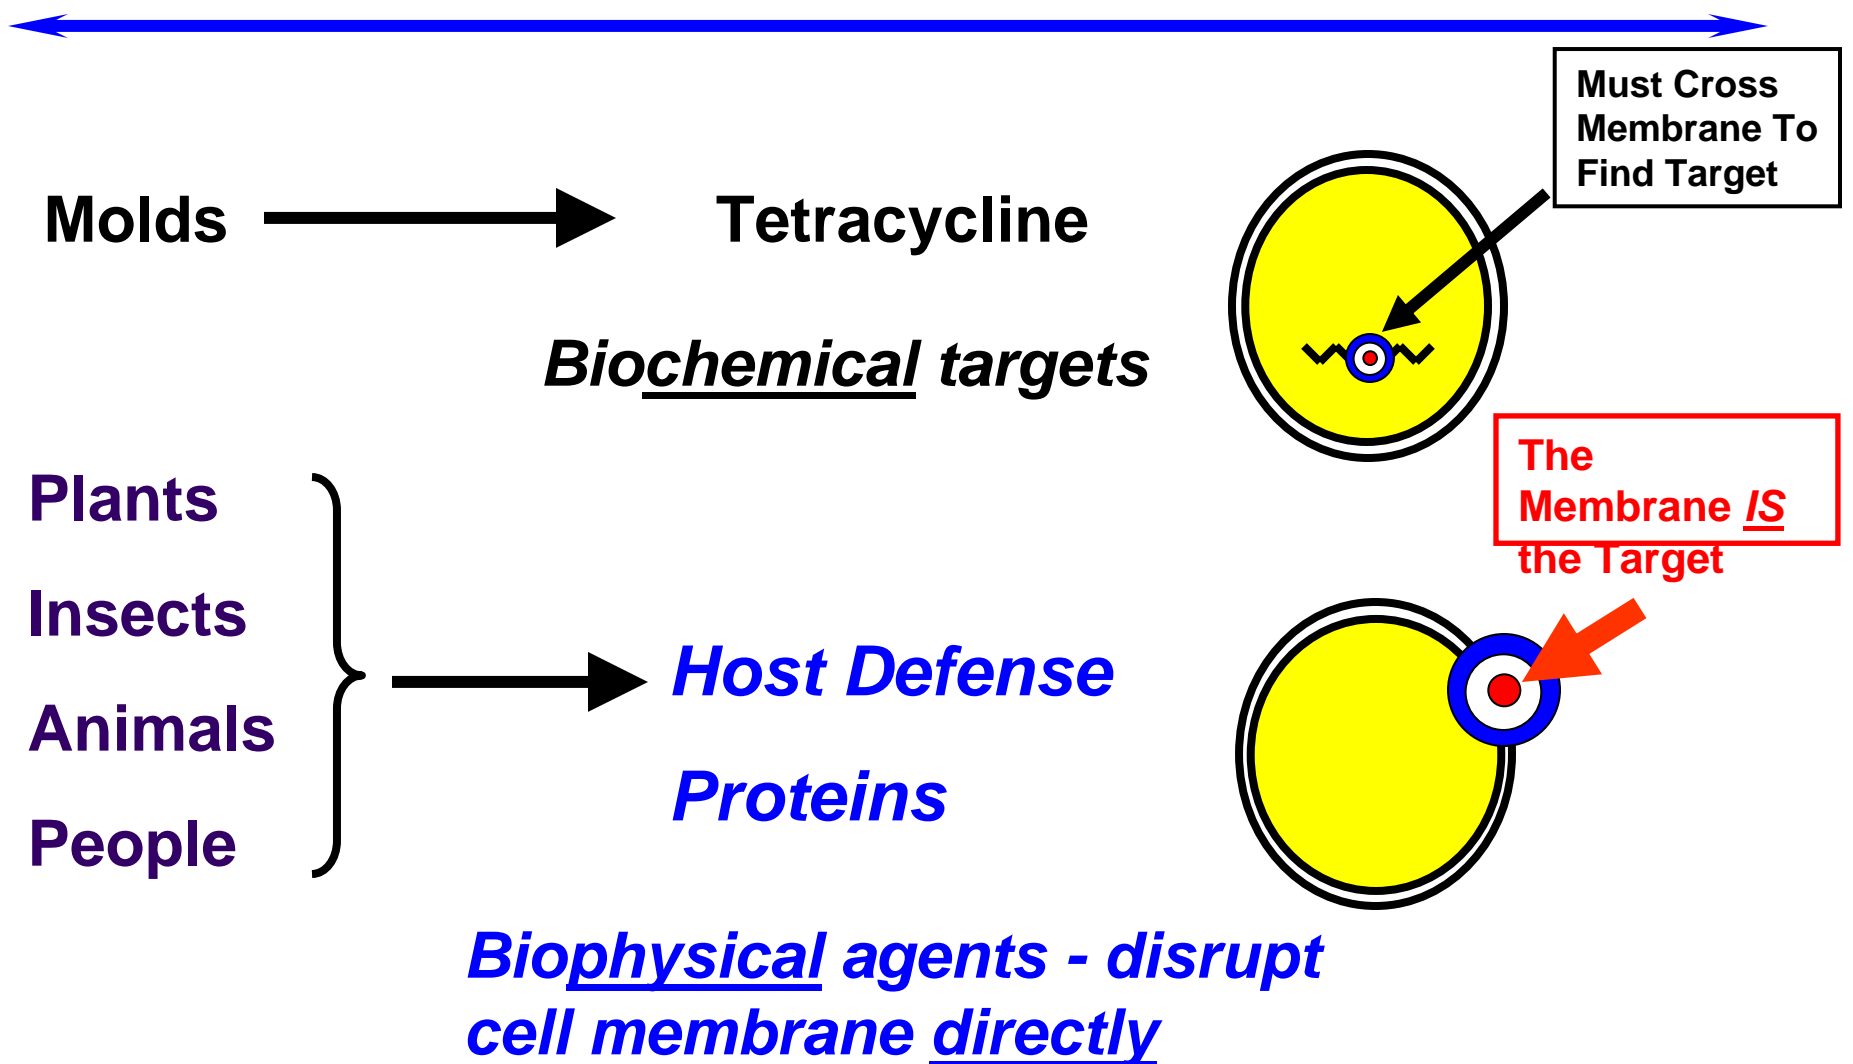 Must Cross
Membrane To
Find Target
Molds
Tetracycline
Biochemical targets
The
Membrane IS
the Target
Plants
Insects
Animals
People
Host Defense
Proteins
Biophysical agents - disrupt
cell membrane directly